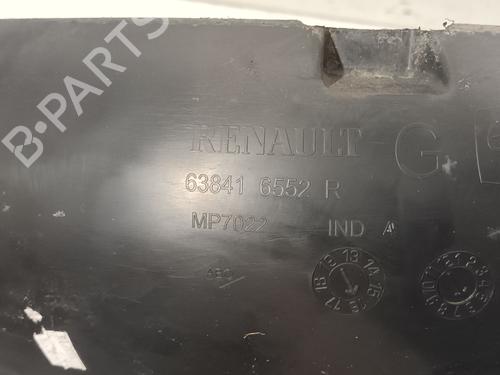 B-PARTS
RENAULT G
63841 6552 R
MP7022 IND A